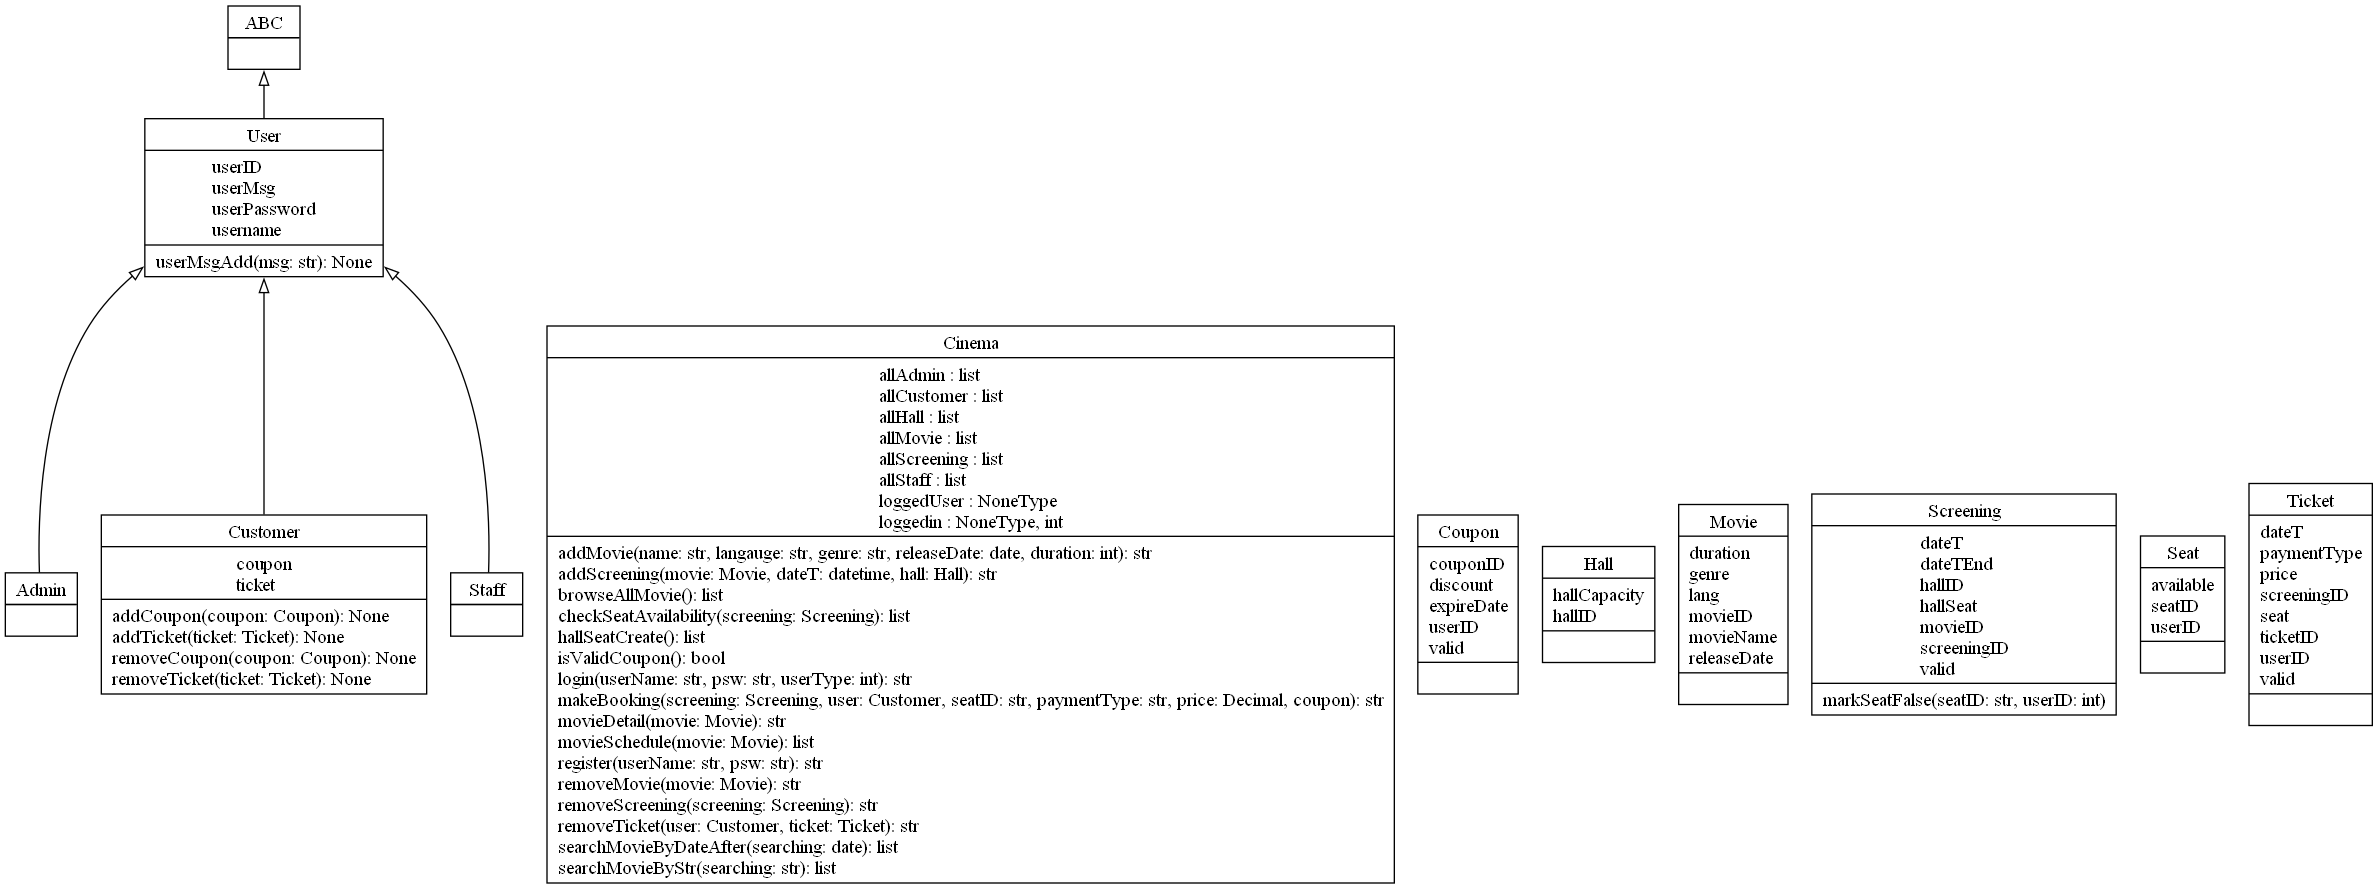 ABC
User
userID
userMsg
userPassword
username
userMsgAdd(msg: str): None
Admin
Customer
coupon
ticket
addCoupon(coupon: Coupon): None
addTicket(ticket: Ticket): None
removeCoupon(coupon: Coupon): None
removeTicket(ticket: Ticket): None
Staff
Cinema
allAdmin : list
allCustomer : list
allHall : list
allMovie : list
allScreening : list
allStaff : list
loggedUser : NoneType
loggedin : NoneType, int
addMovie(name: str, langauge: str, genre: str, releaseDate: date, duration: int): str
addScreening(movie: Movie, dateT: datetime, hall: Hall): str
browseAllMovie(): list
checkSeatAvailability(screening: Screening): list
hallSeatCreate(): list
isValidCoupon(): bool
login(userName: str, psw: str, userType: int): str
makeBooking(screening: Screening, user: Customer, seatID: str, paymentType: str, price: Decimal, coupon): str
movieDetail(movie: Movie): str
movieSchedule(movie: Movie): list
register(userName: str, psw: str): str
removeMovie(movie: Movie): str
removeScreening(screening: Screening): str
removeTicket(user: Customer, ticket: Ticket): str
searchMovieByDateAfter(searching: date): list
searchMovieByStr(searching: str): list
Coupon
couponID
discount
expireDate
userID
valid
Hall
hallCapacity
hallID
Movie
duration
genre
lang
movieID
movieName
releaseDate
Screening
dateT
dateTEnd
hallID
hallSeat
movieID
screeningID
valid
markSeatFalse(seatID: str, userID: int)
Seat
available
seatID
userID
Ticket
dateT
paymentType
price
screeningID
seat
ticketID
userID
valid